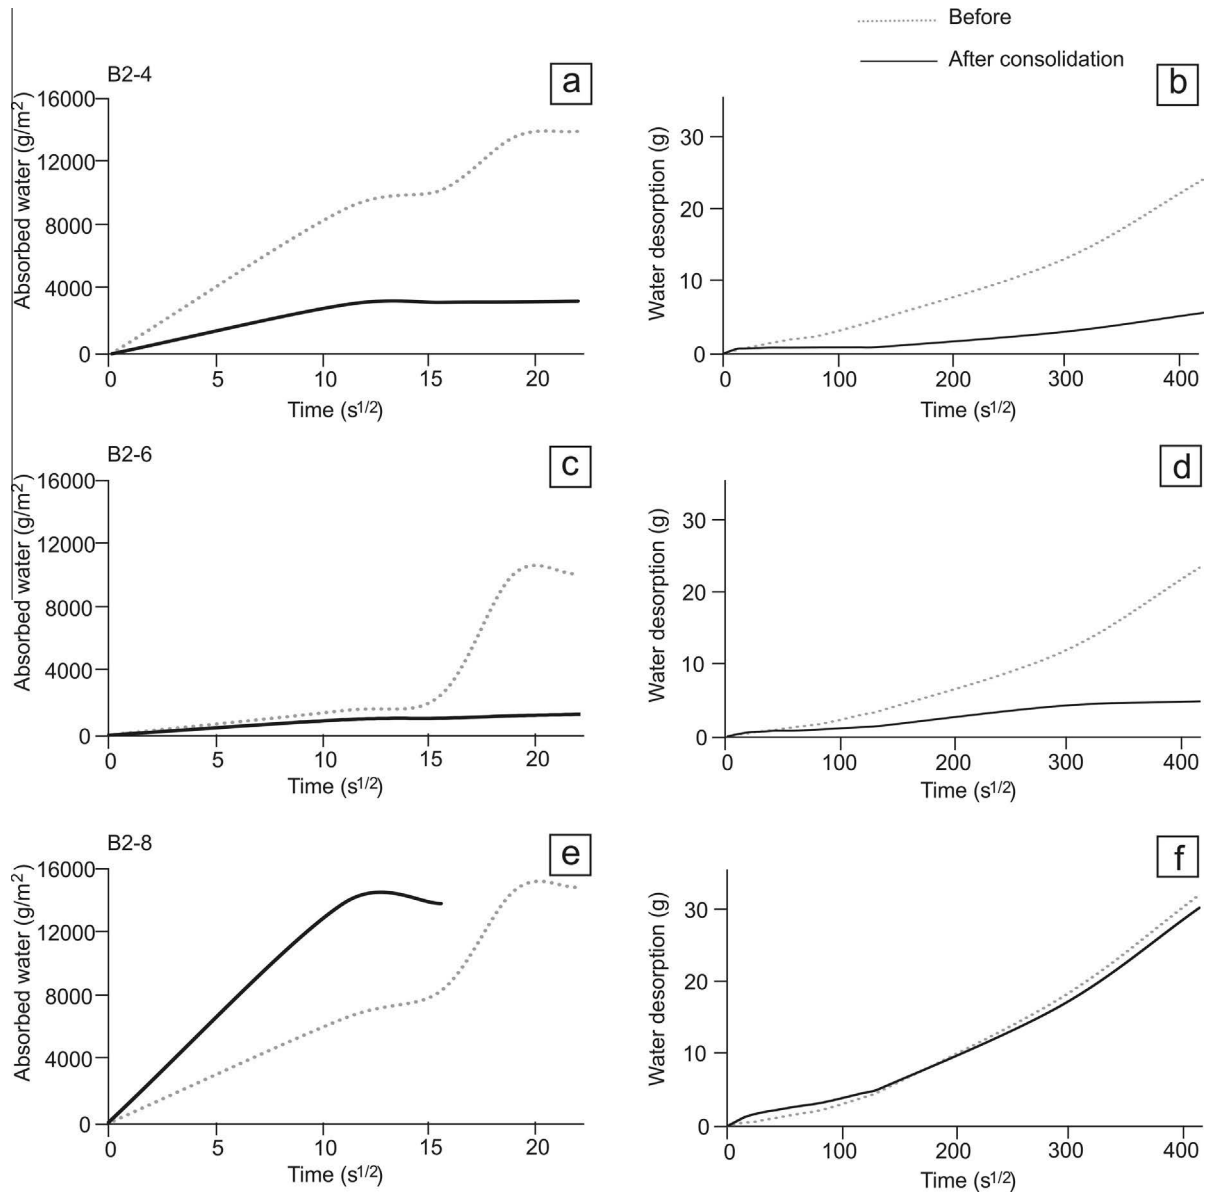 Before
After consolidation
B2-4
a
Absorbed water (g/m²)
16000
12000
8000
4000
0
0 5 10 15 20
Time (s1/2)
b
Water desorption (g)
30
20
10
0
0 100 200 300 400
Time (s1/2)
B2-6
c
Absorbed water (g/m²)
16000
12000
8000
4000
0
0 5 10 15 20
Time (s1/2)
d
Water desorption (g)
30
20
10
0
0 100 200 300 400
Time (s1/2)
B2-8
e
Absorbed water (g/m²)
16000
12000
8000
4000
0
0 5 10 15 20
Time (s1/2)
f
Water desorption (g)
30
20
10
0
0 100 200 300 400
Time (s1/2)